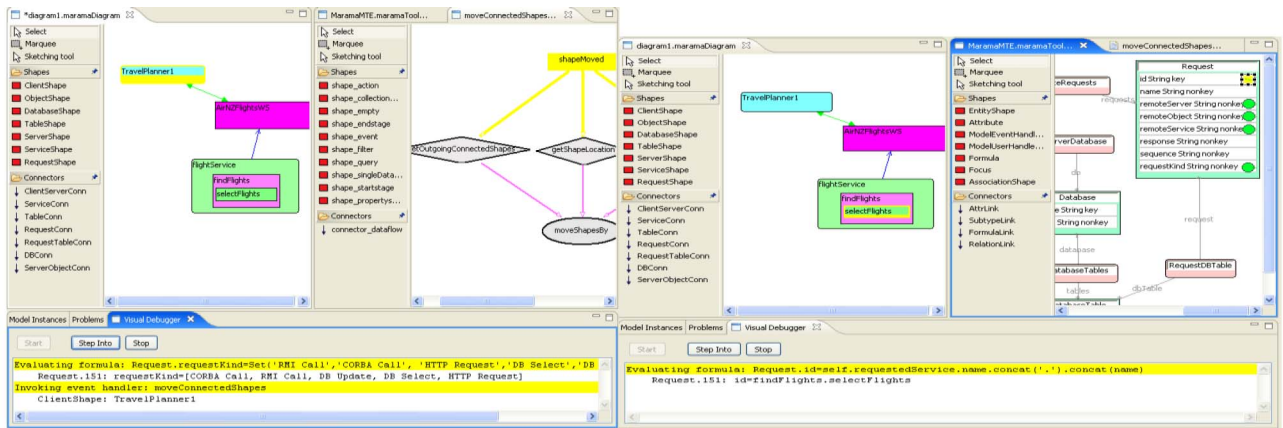 *diagram1.maramaDiagram
Select
Marquee
Sketching tool
Shapes
ClientShape
ObjectShape
DatabaseShape
TableShape
ServerShape
ServiceShape
RequestShape
Connectors
ClientServerConn
ServiceConn
TableConn
RequestConn
RequestTableConn
DBConn
ServerObjectConn
TravelPlanner1
AirNZFlightsWS
flightService
findFlights
selectFlights
MaramaMTE.maramaTool...
moveConnectedShapes...
Select
Marquee
Sketching tool
Shapes
shape_action
shape_collection...
shape_empty
shape_endstage
shape_event
shape_filter
shape_query
shape_singleData...
shape_startstage
shape_propertys...
Connectors
connector_dataflow
shapeMoved
etOutgoingConnectedShapes
getShapeLocation
moveShapesBy
Model Instances
Problems
Visual Debugger
Start
Step Into
Stop
Evaluating formula: Request.requestKind=Set('RMI Call','CORBA Call', 'HTTP Request','DB Select','DB
Request.151: requestKind=[CORBA Call, RMI Call, DB Update, DB Select, HTTP Request]
Invoking event handler: moveConnectedShapes
ClientShape: TravelPlanner1
diagram1.maramaDiagram
Select
Marquee
Sketching tool
Shapes
ClientShape
ObjectShape
DatabaseShape
TableShape
ServerShape
ServiceShape
RequestShape
Connectors
ClientServerConn
ServiceConn
TableConn
RequestConn
RequestTableConn
DBConn
ServerObjectConn
TravelPlanner1
AirNZFlightsWS
flightService
findFlights
selectFlights
MaramaMTE.maramaTool...
moveConnectedShapes...
Select
Marquee
Sketching tool
Shapes
EntityShape
Attribute
ModelEventHandl...
ModelUserHandle...
Formula
Focus
AssociationShape
Connectors
AttrLink
SubtypeLink
FormulaLink
RelationLink
eRequests
requests
Request
id String key
name String nonkey
remoteServer String nonkey
remoteObject String nonkey
remoteService String nonke
response String nonkey
sequence String nonkey
requestKind String nonkey
erverDatabase
db
Database
e String key
String nonkey
database
request
atabaseTables
RequestDBTable
tables
dbTable
atabaseTable
Model Instances
Problems
Visual Debugger
Start
Step Into
Stop
Evaluating formula: Request.id=self.requestedService.name.concat('.').concat(name)
Request.151: id=findFlights.selectFlights